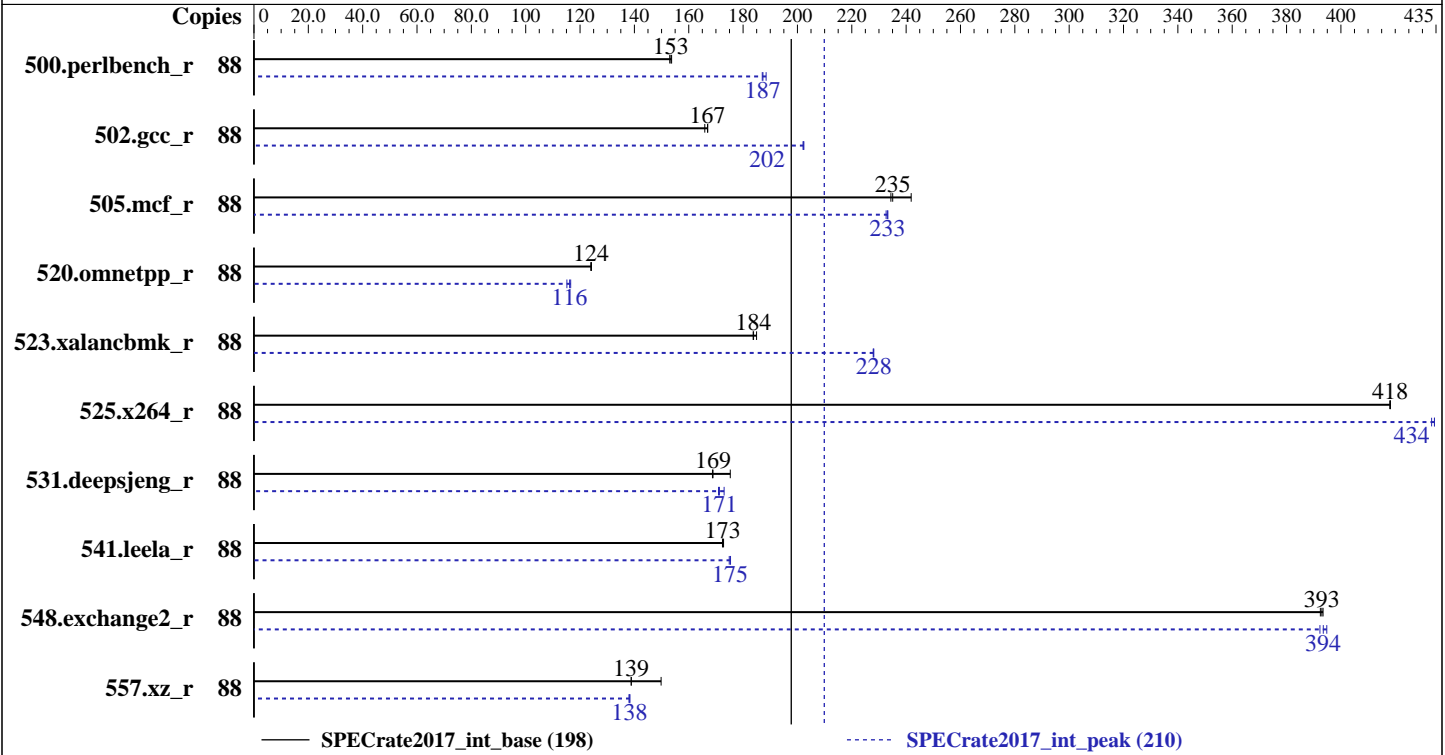 Copies 0 20.0 40.0 60.0 80.0 100 120 140 160 180 200 220 240 260 280 300 320 340 360 380 400 435
153
500.perlbench_r 88
187
167
502.gcc_r 88
202
235
505.mcf_r 88
233
124
520.omnetpp_r 88
116
184
523.xalancbmk_r 88
228
418
525.x264_r 88
434
169
531.deepsjeng_r 88
171
173
541.leela_r 88
175
393
548.exchange2_r 88
394
139
557.xz_r 88
138
SPECrate2017_int_base (198) SPECrate2017_int_peak (210)